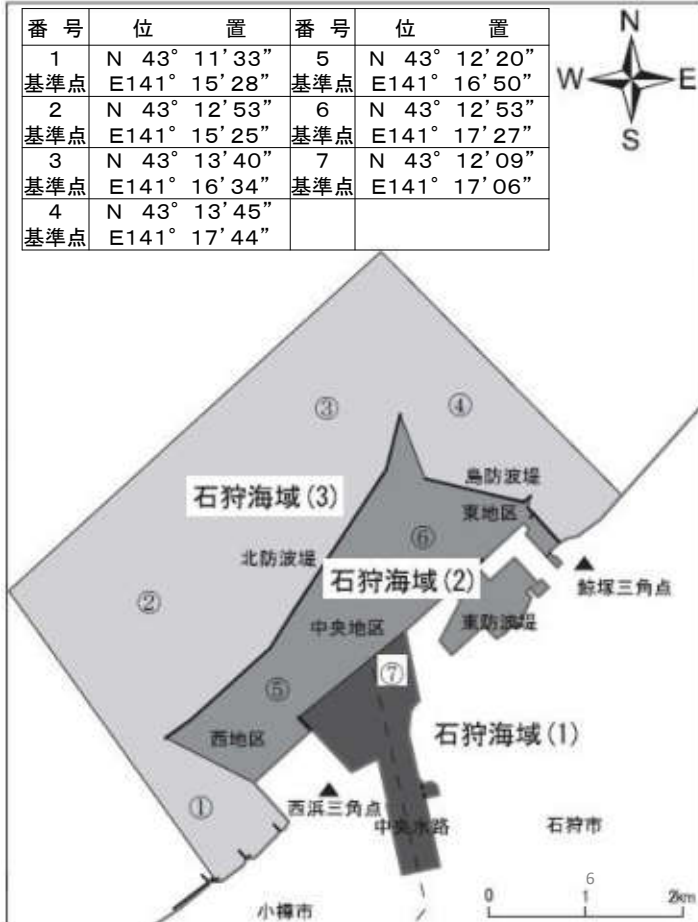 番 号 位 置 番 号 位 置
1 N 43° 11’33” 5 N 43° 12’20”
基準点 E141° 15’28” 基準点 E141° 16’50”
2 N 43° 12’53” 6 N 43° 12’53”
基準点 E141° 15’25” 基準点 E141° 17’27”
3 N 43° 13’40” 7 N 43° 12’09”
基準点 E141° 16’34” 基準点 E141° 17’06”
4 N 43° 13’45”
基準点 E141° 17’44”
N
W E
S
③ ④
島防波堤
石狩海域(3)
東地区
⑥
北防波堤
石狩海域(2)
鯨塚三角点
②
中央地区
東防波堤
⑦
⑤
西地区
石狩海域(1)
①
西浜三角点
中央水路
石狩市
6
0 1 2km
小樽市